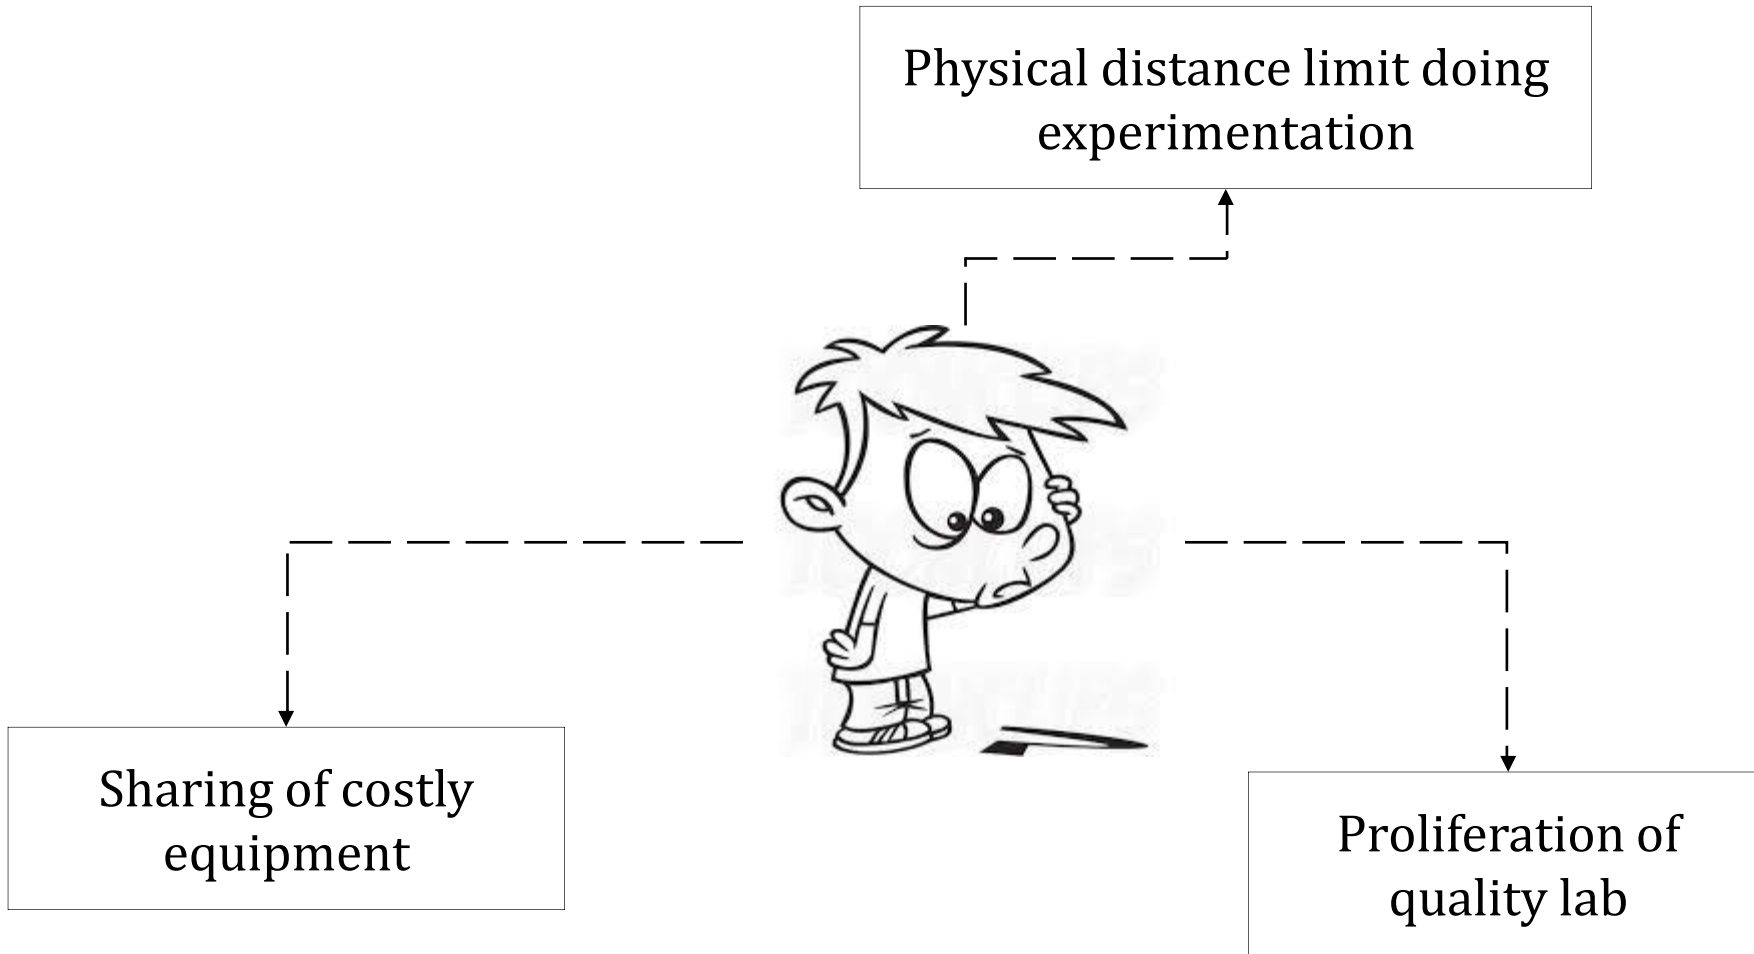 Physical distance limit doing
experimentation
Sharing of costly
equipment
Proliferation of
quality lab